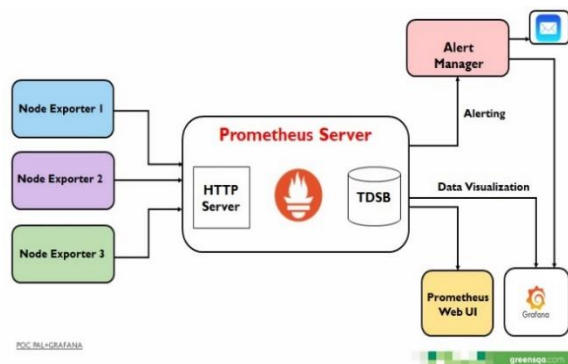 Node Exporter 1
Node Exporter 2
Node Exporter 3
Prometheus Server
HTTP
Server
TDSB
Alert
Manager
Alerting
Data Visualization
Prometheus
Web UI
Grafana
POC PAL+GRAFANA
greensqa.com